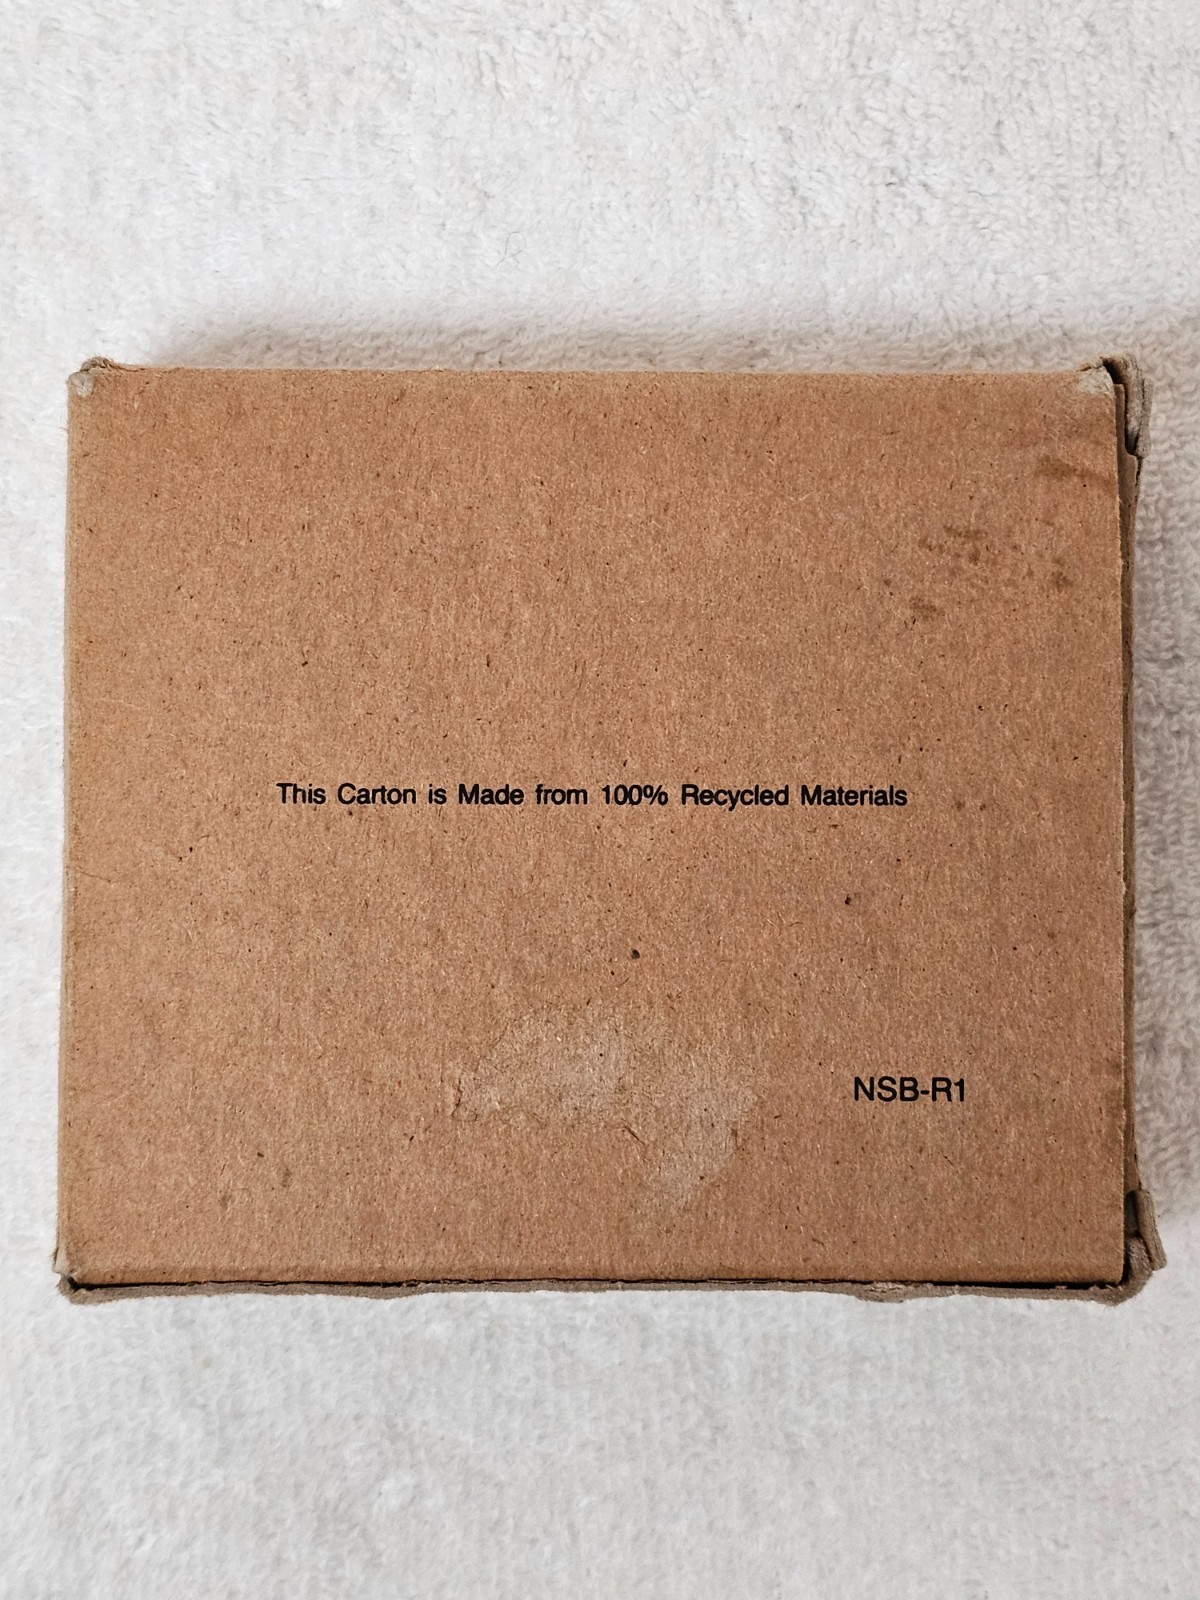 This Carton is Made from 100% Recycled Materials
NSB-R1